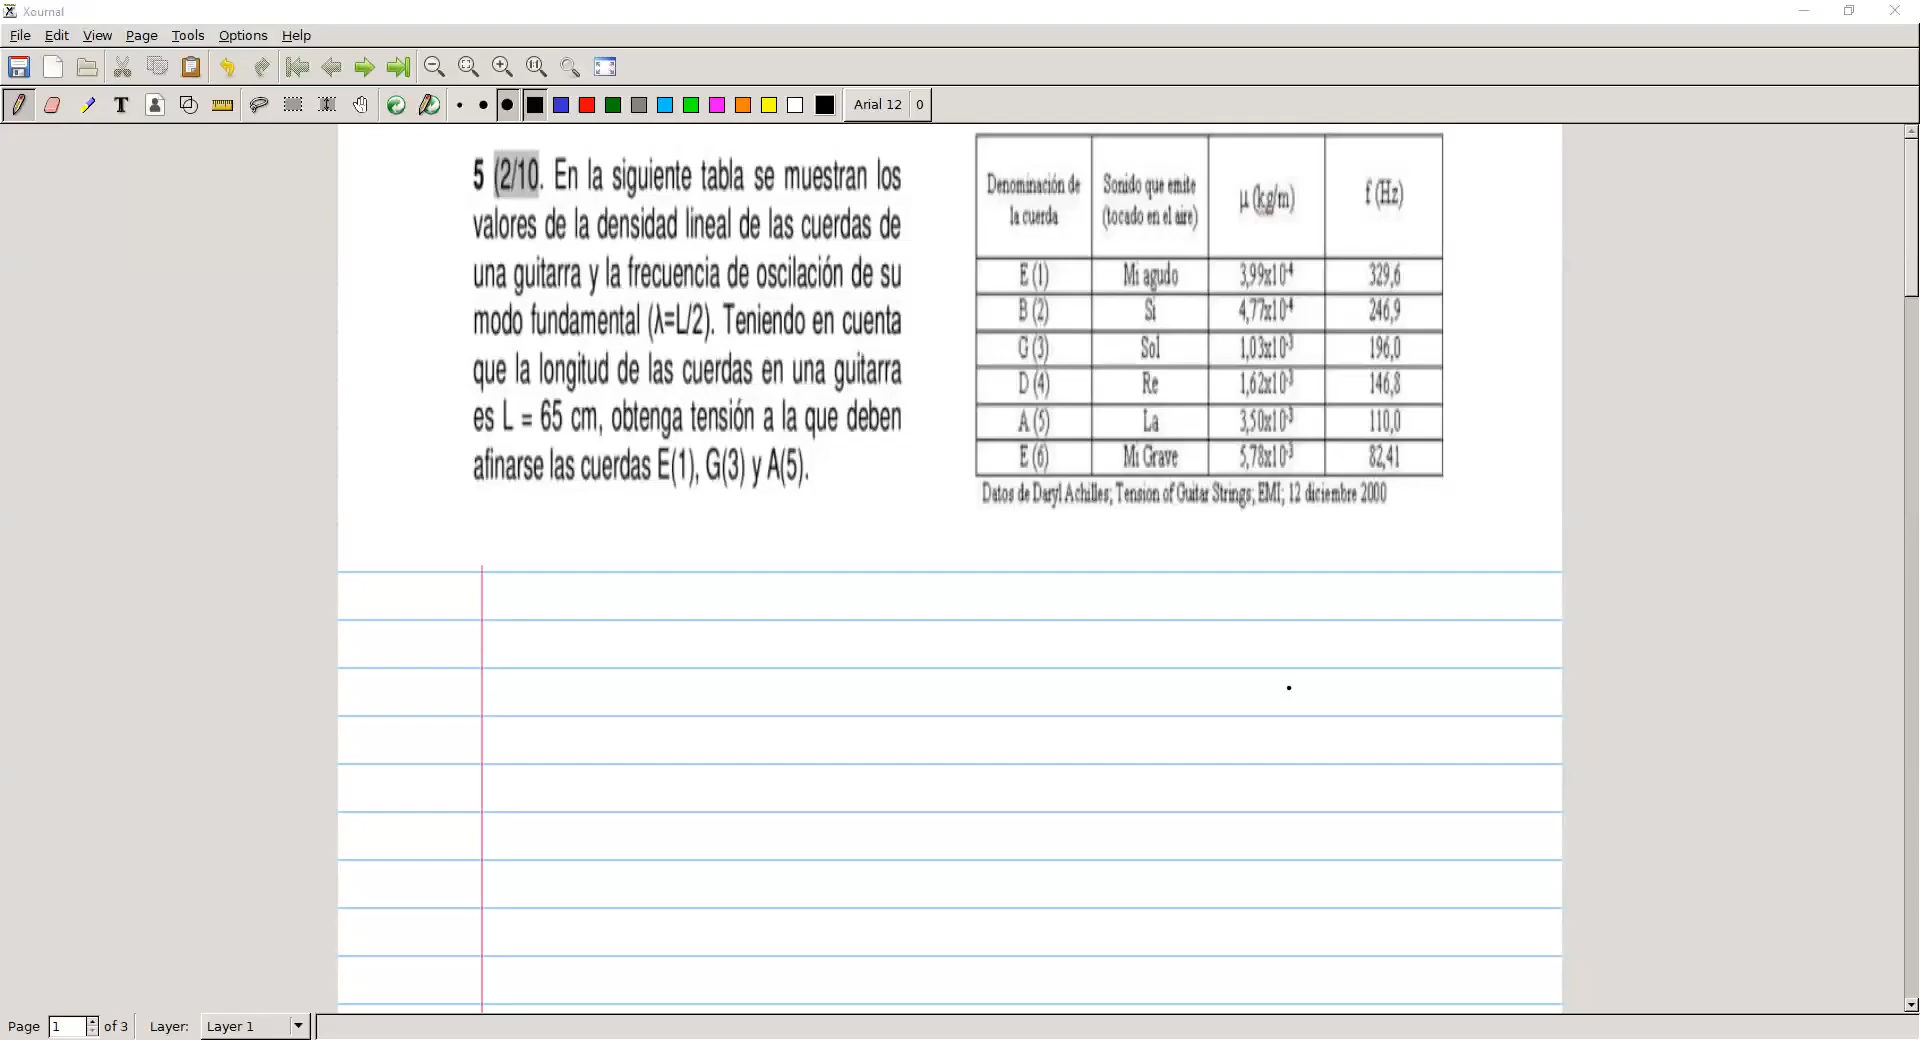 Xournal
File Edit View Page Tools Options Help
Arial 12 0
5 (2/10. En la siguiente tabla se muestran los
valores de la densidad lineal de las cuerdas de
una guitarra y la frecuencia de oscilación de su
modo fundamental (λ=L/2). Teniendo en cuenta
que la longitud de las cuerdas en una guitarra
es L = 65 cm, obtenga tensión a la que deben
afinarse las cuerdas E(1), G(3) y A(5).
Denominación de la cuerda Sonido que emite (tocado en el aire) μ (kg/m) f (Hz)
E (1) Mi agudo 3,99x10⁻⁴ 329,6
B (2) Si 4,77x10⁻⁴ 246,9
G (3) Sol 1,03x10⁻³ 196,0
D (4) Re 1,62x10⁻³ 146,8
A (5) La 3,50x10⁻³ 110,0
E (6) Mi Grave 5,78x10⁻³ 82,41
Datos de Daryl Achilles; Tension of Guitar Strings; EMI; 12 diciembre 2000
Page 1 of 3 Layer: Layer 1